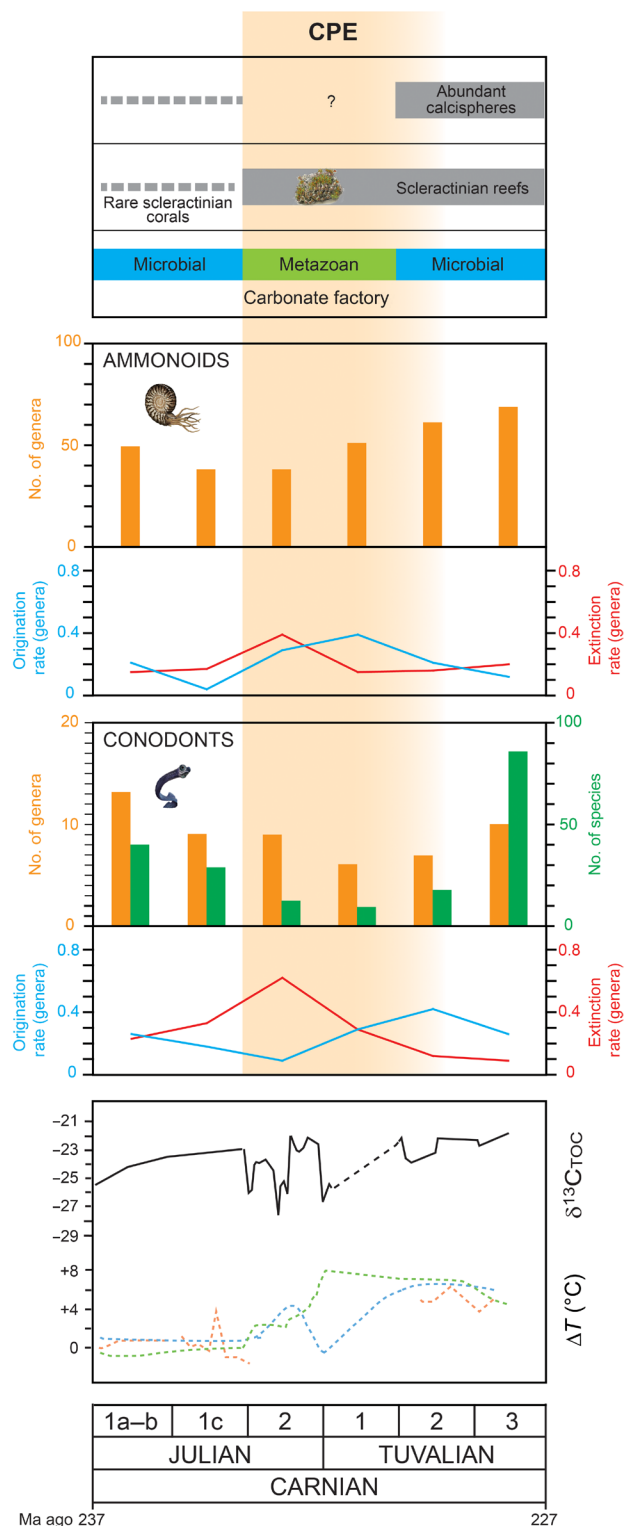 CPE
?
Abundant
calcispheres
Rare scleractinian
corals
Scleractinian reefs
Microbial
Metazoan
Microbial
Carbonate factory
AMMONOIDS
No. of genera
100
50
0
Origination
rate (genera)
0.8
0.4
0
0.8
0.4
0
Extinction
rate (genera)
CONODONTS
No. of genera
20
10
0
100
50
0
No. of species
Origination
rate (genera)
0.8
0.4
0
0.8
0.4
0
Extinction
rate (genera)
–21
–23
–25
–27
–29
δ13CTOC
+8
+4
0
ΔT (°C)
1a–b 1c 2 1 2 3
JULIAN TUVALIAN
CARNIAN
Ma ago 237 227